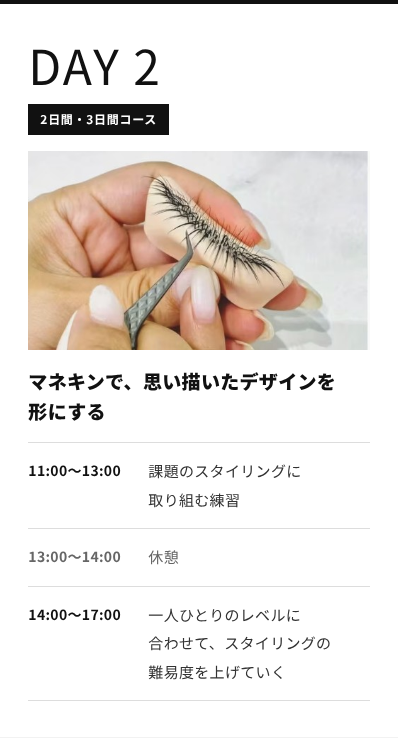 DAY 2
2日間・3日間コース
マネキンで、思い描いたデザインを
形にする
11:00〜13:00 課題のスタイリングに
取り組む練習
13:00〜14:00 休憩
14:00〜17:00 一人ひとりのレベルに
合わせて、スタイリングの
難易度を上げていく